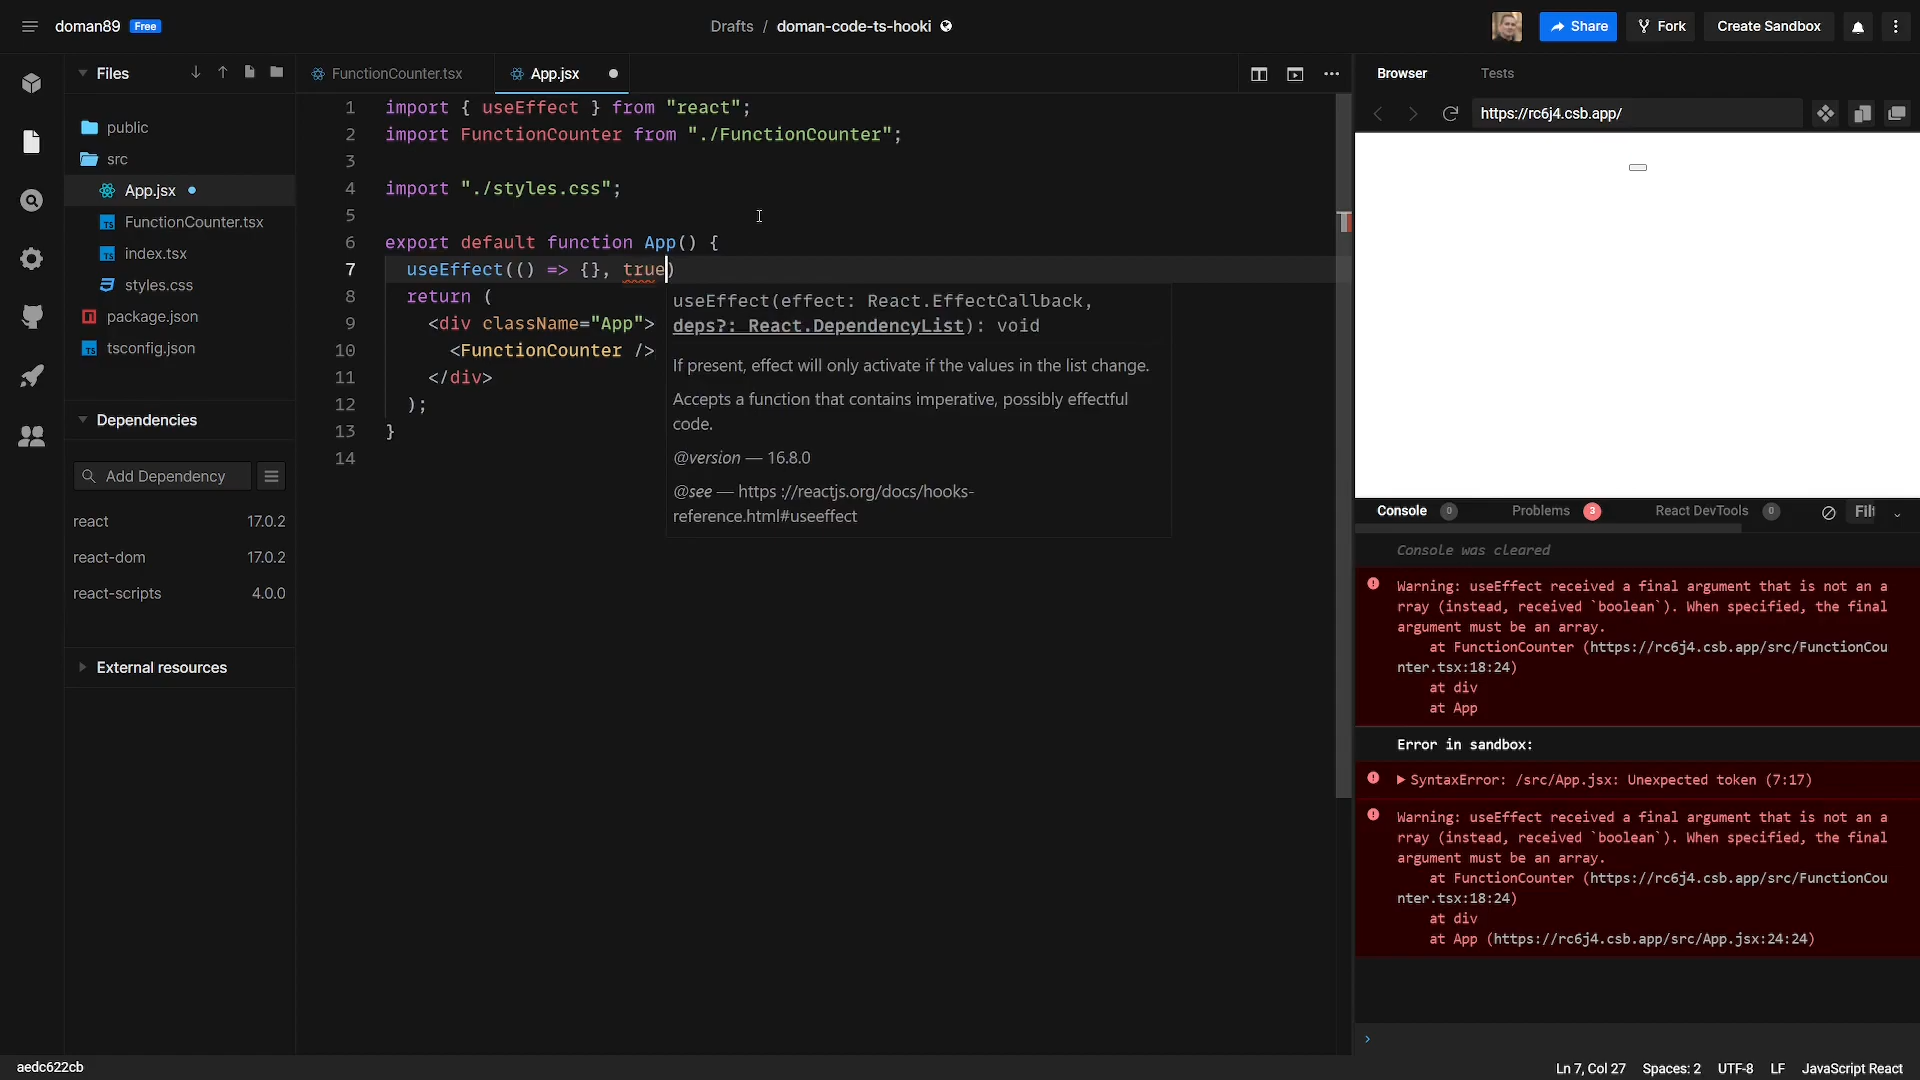 doman89 Free
Drafts / doman-code-ts-hooki
Share
Fork
Create Sandbox
Files
public
src
App.jsx
FunctionCounter.tsx
index.tsx
styles.css
package.json
tsconfig.json
Dependencies
Add Dependency
react 17.0.2
react-dom 17.0.2
react-scripts 4.0.0
External resources
FunctionCounter.tsx
App.jsx
1 import { useEffect } from "react";
2 import FunctionCounter from "./FunctionCounter";
3
4 import "./styles.css";
5
6 export default function App() {
7 useEffect(() => {}, true)
8 return (
9 <div className="App">
10 <FunctionCounter />
11 </div>
12 );
13 }
14
useEffect(effect: React.EffectCallback,
deps?: React.DependencyList): void
If present, effect will only activate if the values in the list change.
Accepts a function that contains imperative, possibly effectful
code.
@version — 16.8.0
@see — https ://reactjs.org/docs/hooks-
reference.html#useeffect
Browser
Tests
https://rc6j4.csb.app/
Console 0
Problems 3
React DevTools 0
Filt
Console was cleared
Warning: useEffect received a final argument that is not an a
rray (instead, received `boolean`). When specified, the final
argument must be an array.
at FunctionCounter (https://rc6j4.csb.app/src/FunctionCou
nter.tsx:18:24)
at div
at App
Error in sandbox:
SyntaxError: /src/App.jsx: Unexpected token (7:17)
Warning: useEffect received a final argument that is not an a
rray (instead, received `boolean`). When specified, the final
argument must be an array.
at FunctionCounter (https://rc6j4.csb.app/src/FunctionCou
nter.tsx:18:24)
at div
at App (https://rc6j4.csb.app/src/App.jsx:24:24)
aedc622cb
Ln 7, Col 27 Spaces: 2 UTF-8 LF JavaScript React